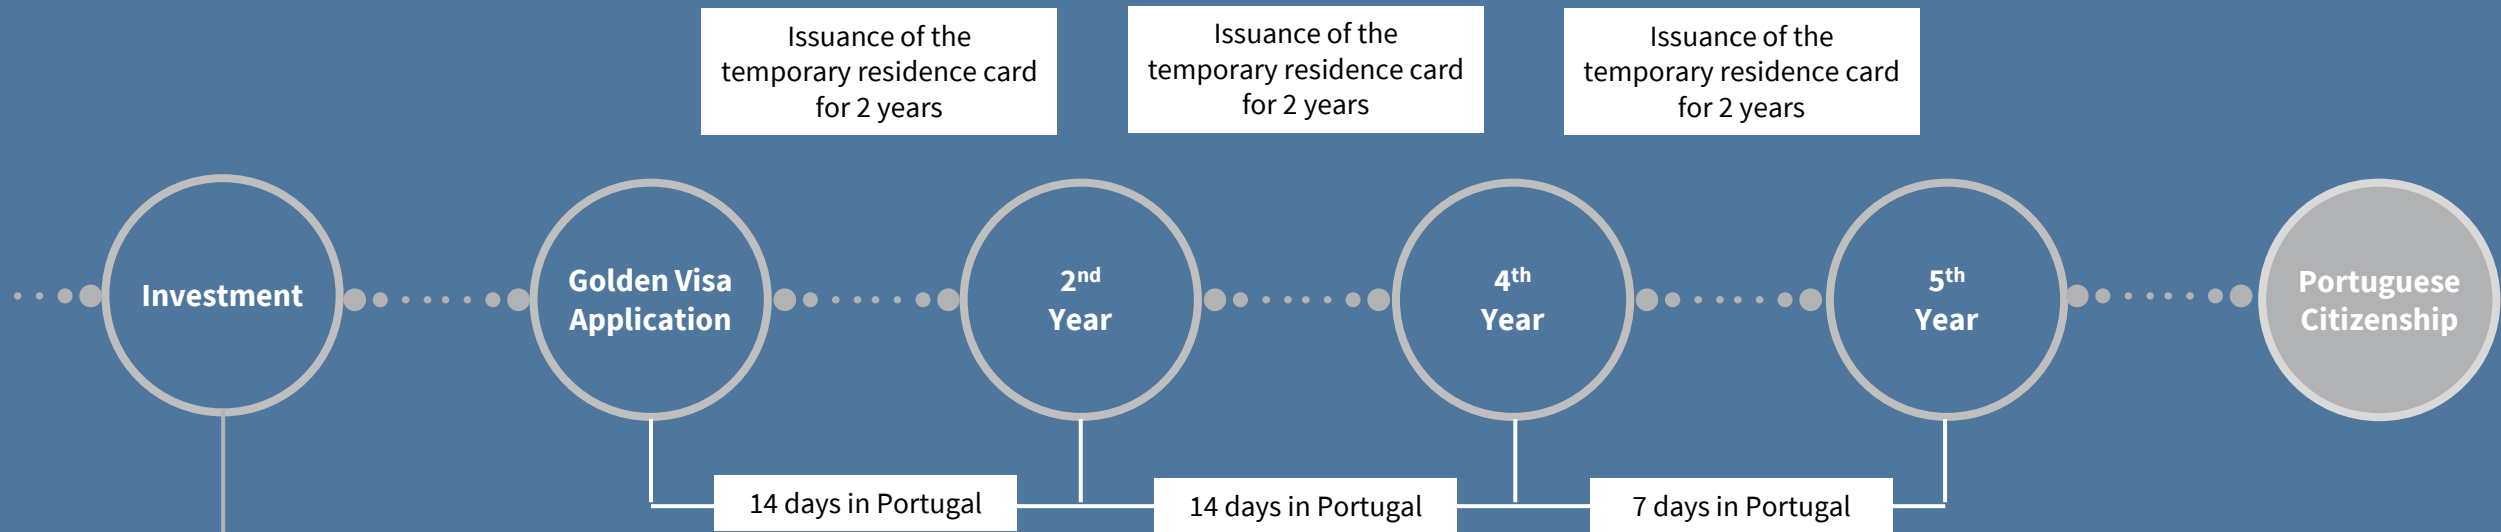 Issuance of the
temporary residence card
for 2 years
Issuance of the
temporary residence card
for 2 years
Issuance of the
temporary residence card
for 2 years
Investment
Golden Visa
Application
2nd
Year
4th
Year
5th
Year
Portuguese
Citizenship
14 days in Portugal
14 days in Portugal
7 days in Portugal